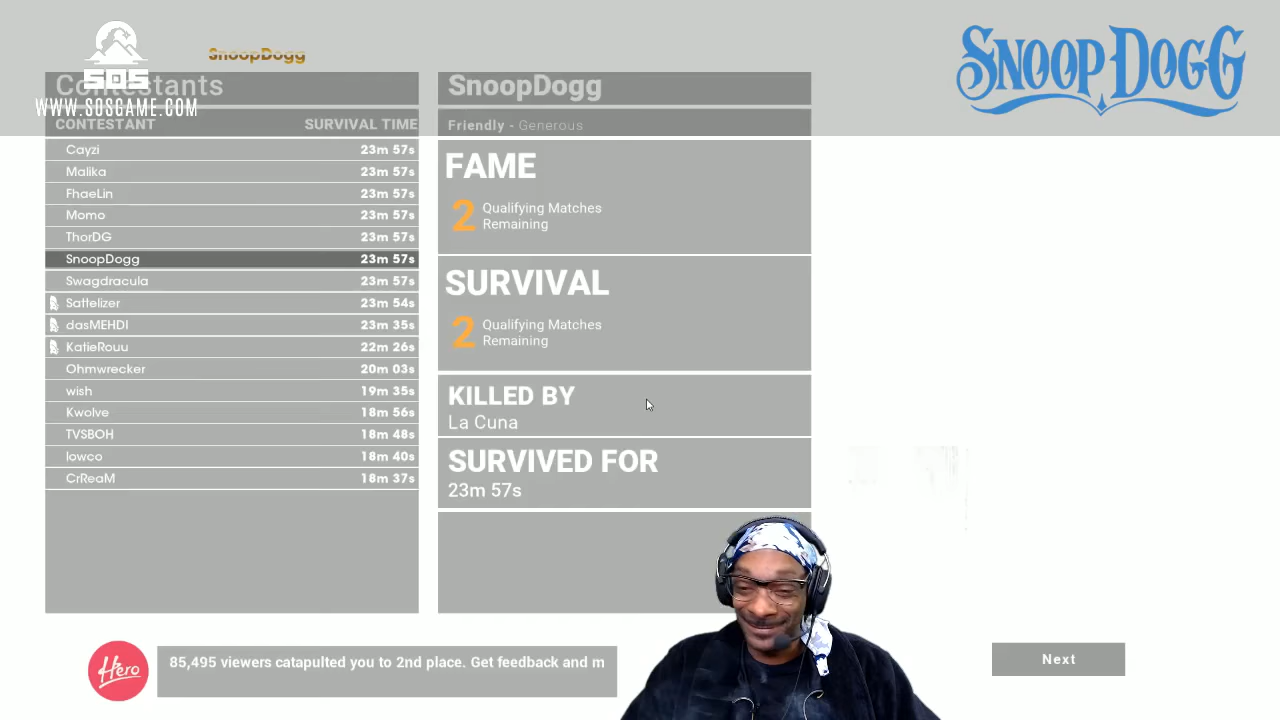 SnoopDogg
SOS
WWW.SOSGAME.COM
SNOOP DOGG
Contestants
CONTESTANT SURVIVAL TIME
Cayzi 23m 57s
Malika 23m 57s
FhaeLin 23m 57s
Momo 23m 57s
ThorDG 23m 57s
SnoopDogg 23m 57s
Swagdracula 23m 57s
Sattelizer 23m 54s
dasMEHDI 23m 35s
KatieRouu 22m 26s
Ohmwrecker 20m 03s
wish 19m 35s
Kwolve 18m 56s
TVSBOH 18m 48s
lowco 18m 40s
CrReaM 18m 37s
SnoopDogg
Friendly - Generous
FAME
2 Qualifying Matches
Remaining
SURVIVAL
2 Qualifying Matches
Remaining
KILLED BY
La Cuna
SURVIVED FOR
23m 57s
Hero
85,495 viewers catapulted you to 2nd place. Get feedback and m
Next